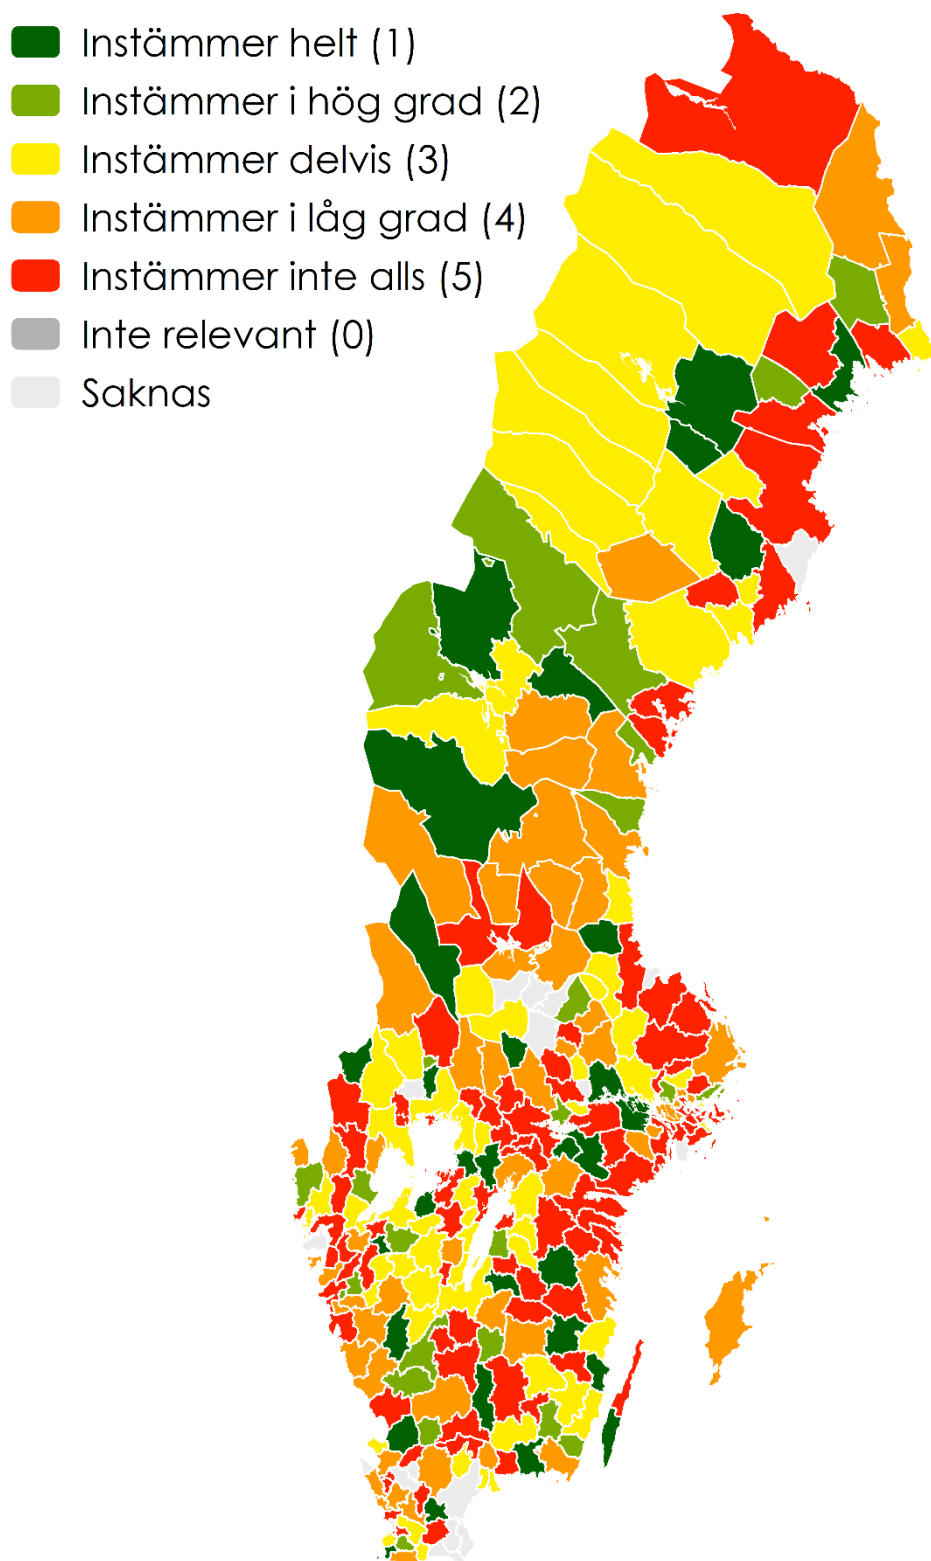 Instämmer helt (1)
Instämmer i hög grad (2)
Instämmer delvis (3)
Instämmer i låg grad (4)
Instämmer inte alls (5)
Inte relevant (0)
Saknas